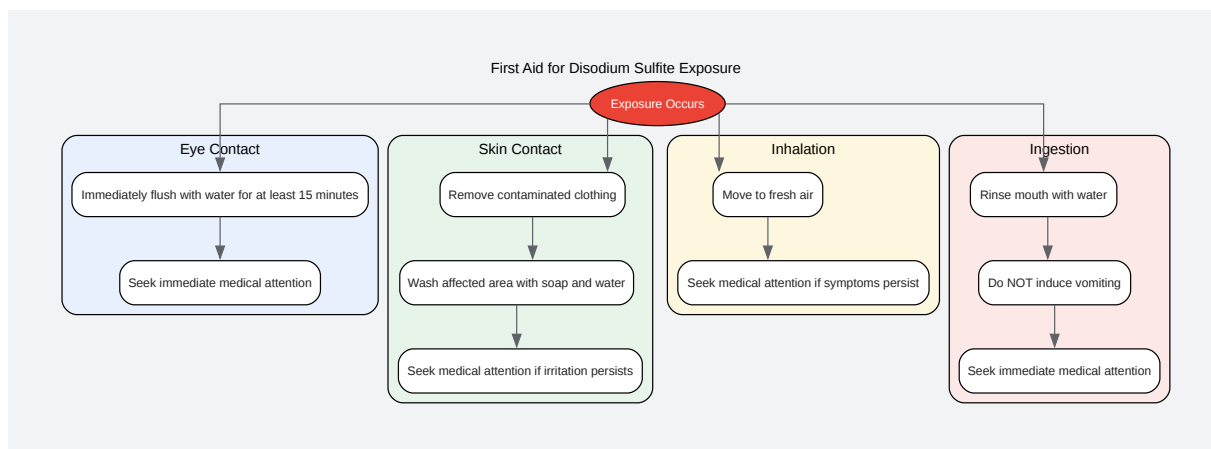 First Aid for Disodium Sulfite Exposure
Exposure Occurs
Eye Contact
Immediately flush with water for at least 15 minutes
Seek immediate medical attention
Skin Contact
Remove contaminated clothing
Wash affected area with soap and water
Seek medical attention if irritation persists
Inhalation
Move to fresh air
Seek medical attention if symptoms persist
Ingestion
Rinse mouth with water
Do NOT induce vomiting
Seek immediate medical attention